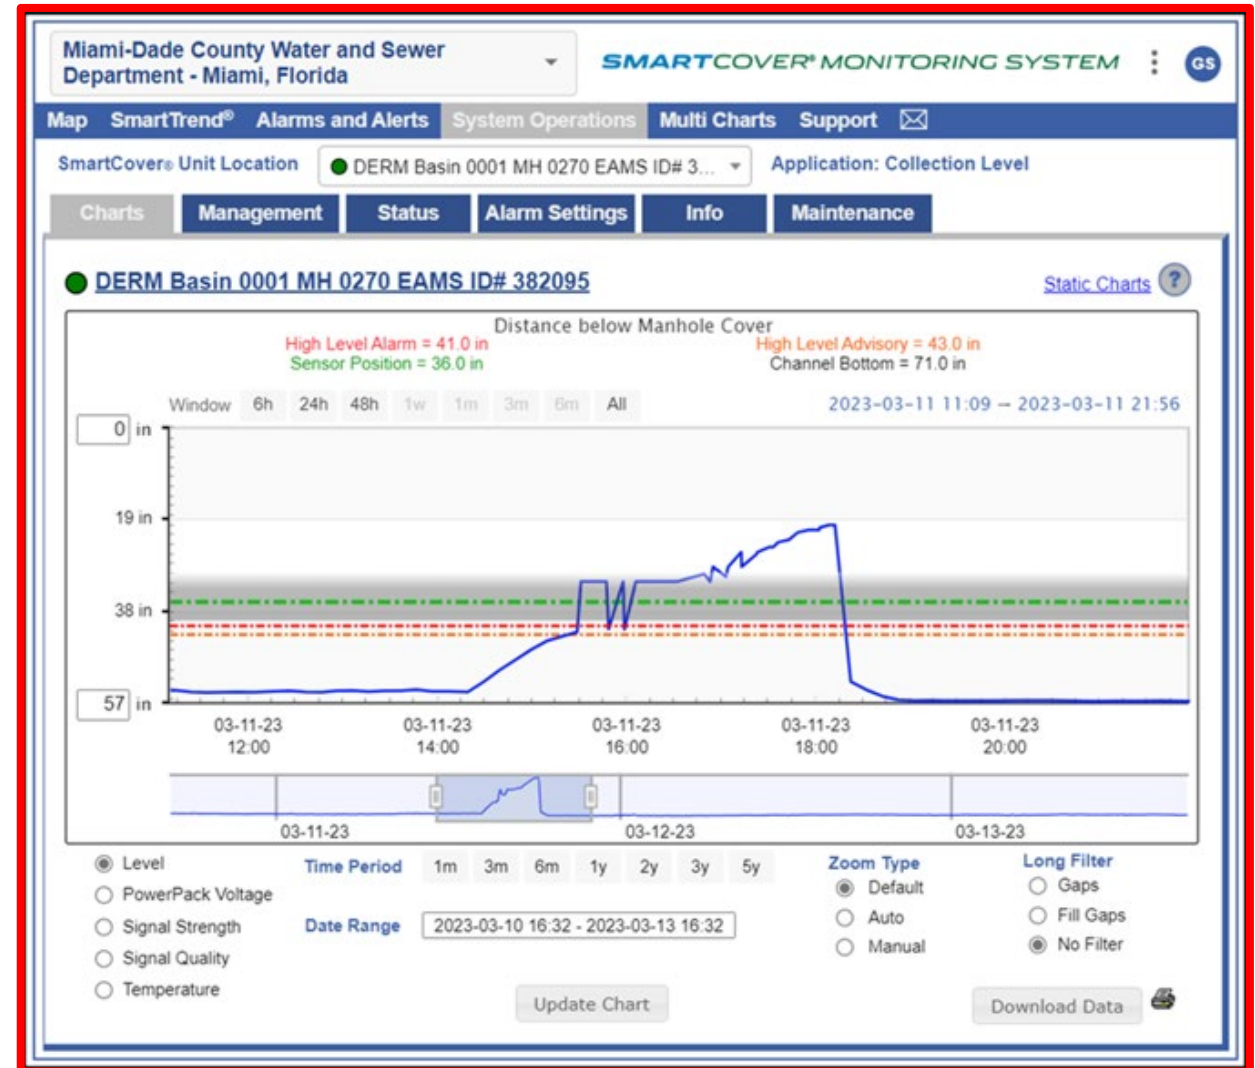 Miami-Dade County Water and Sewer
Department - Miami, Florida
SMARTCOVER® MONITORING SYSTEM
GS
Map SmartTrend® Alarms and Alerts System Operations Multi Charts Support
SmartCover® Unit Location DERM Basin 0001 MH 0270 EAMS ID# 3... Application: Collection Level
Charts Management Status Alarm Settings Info Maintenance
DERM Basin 0001 MH 0270 EAMS ID# 382095
Static Charts ?
Distance below Manhole Cover
High Level Alarm = 41.0 in High Level Advisory = 43.0 in
Sensor Position = 36.0 in Channel Bottom = 71.0 in
Window 6h 24h 48h 1w 1m 3m 6m All 2023-03-11 11:09 – 2023-03-11 21:56
0 in
19 in
38 in
57 in
03-11-23 03-11-23 03-11-23 03-11-23 03-11-23
12:00 14:00 16:00 18:00 20:00
03-11-23 03-12-23 03-13-23
Level
PowerPack Voltage
Signal Strength
Signal Quality
Temperature
Time Period 1m 3m 6m 1y 2y 3y 5y
Date Range 2023-03-10 16:32 - 2023-03-13 16:32
Update Chart
Zoom Type
Default
Auto
Manual
Long Filter
Gaps
Fill Gaps
No Filter
Download Data